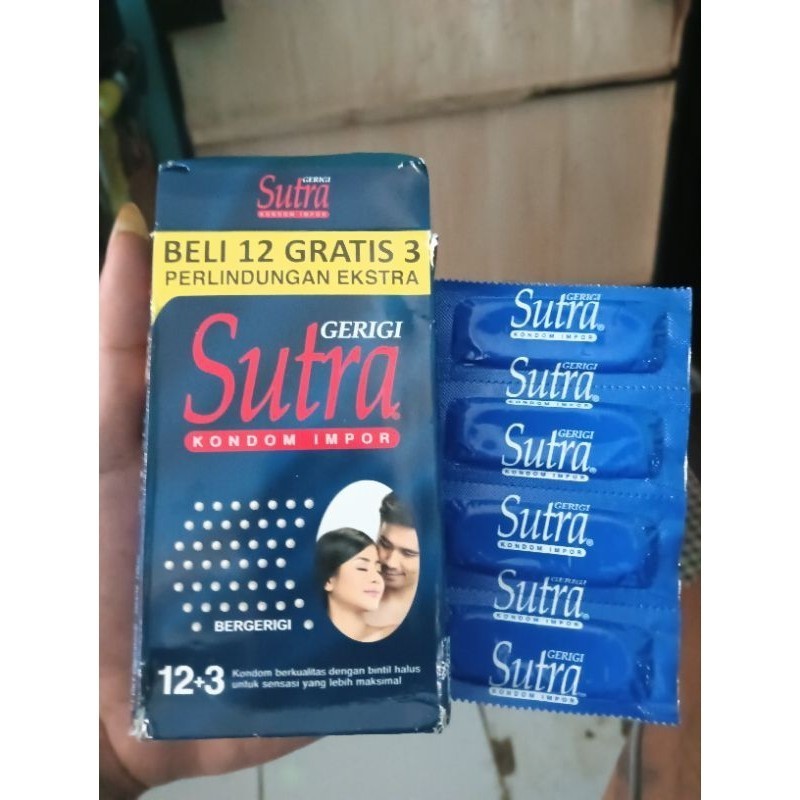 GERIGI
Sutra
KONDOM IMPOR
BELI 12 GRATIS 3
PERLINDUNGAN EKSTRA
GERIGI
Sutra
KONDOM IMPOR
BERGERIGI
12+3
Kondom berkualitas dengan bintil halus
untuk sensasi yang lebih maksimal
GERIGI
Sutra®
KONDOM IMPOR
GERIGI
Sutra®
KONDOM IMPOR
GERIGI
Sutra®
KONDOM IMPOR
GERIGI
Sutra®
KONDOM IMPOR
GERIGI
Sutra®
KONDOM IMPOR
GERIGI
Sutra
KONDOM IMPOR